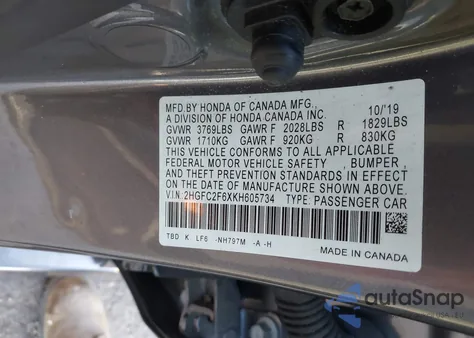 MFD.BY HONDA OF CANADA MFG., 10/'19
A DIVISION OF HONDA CANADA INC.
GVWR 3769LBS GAWR F 2028LBS R 1829LBS
GVWR 1710KG GAWR F 920KG R 830KG
THIS VEHICLE CONFORMS TO ALL APPLICABLE
FEDERAL MOTOR VEHICLE SAFETY , BUMPER ,
AND THEFT PREVENTION STANDARDS IN EFFECT
ON THE DATE OF MANUFACTURE SHOWN ABOVE.
V.I.N. 2HGFC2F6XKH605734 TYPE: PASSENGER CAR
TBD K LF6 -NH797M -A -H
MADE IN CANADA
autoSnap